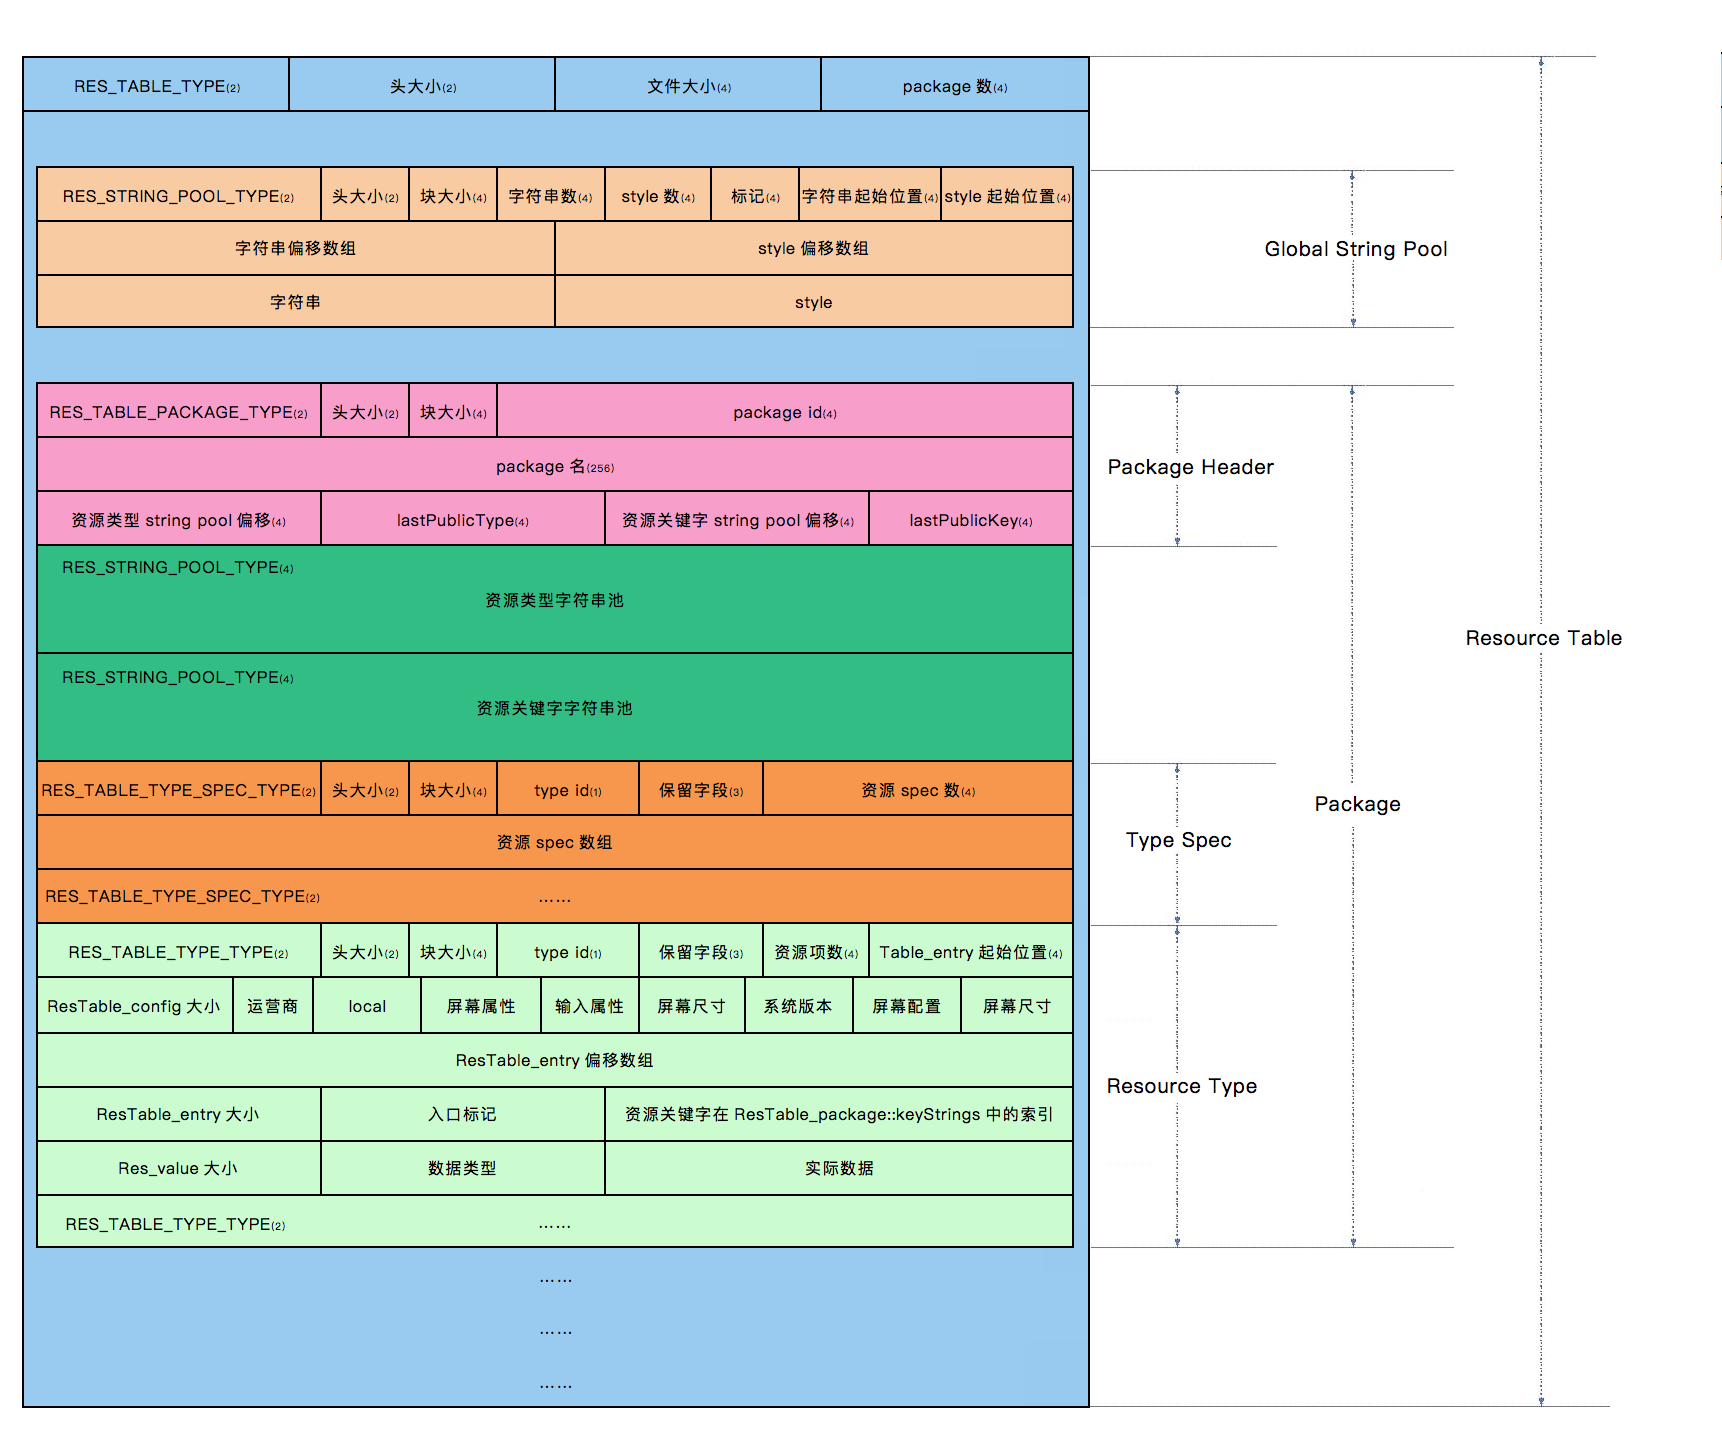 RES_TABLE_TYPE(2) 头大小(2) 文件大小(4) package 数(4)
RES_STRING_POOL_TYPE(2) 头大小(2) 块大小(4) 字符串数(4) style 数(4) 标记(4) 字符串起始位置(4) style 起始位置(4)
字符串偏移数组 style 偏移数组
Global String Pool
字符串 style
RES_TABLE_PACKAGE_TYPE(2) 头大小(2) 块大小(4) package id(4)
package 名(256)
Package Header
资源类型 string pool 偏移(4) lastPublicType(4) 资源关键字 string pool 偏移(4) lastPublicKey(4)
RES_STRING_POOL_TYPE(4)
资源类型字符串池
Resource Table
RES_STRING_POOL_TYPE(4)
资源关键字字符串池
RES_TABLE_TYPE_SPEC_TYPE(2) 头大小(2) 块大小(4) type id(1) 保留字段(3) 资源 spec 数(4)
Package
资源 spec 数组
Type Spec
RES_TABLE_TYPE_SPEC_TYPE(2) ……
RES_TABLE_TYPE_TYPE(2) 头大小(2) 块大小(4) type id(1) 保留字段(3) 资源项数(4) Table_entry 起始位置(4)
ResTable_config 大小 运营商 local 屏幕属性 输入属性 屏幕尺寸 系统版本 屏幕配置 屏幕尺寸
ResTable_entry 偏移数组
Resource Type
ResTable_entry 大小 入口标记 资源关键字在 ResTable_package::keyStrings 中的索引
Res_value 大小 数据类型 实际数据
RES_TABLE_TYPE_TYPE(2) ……
……
……
……